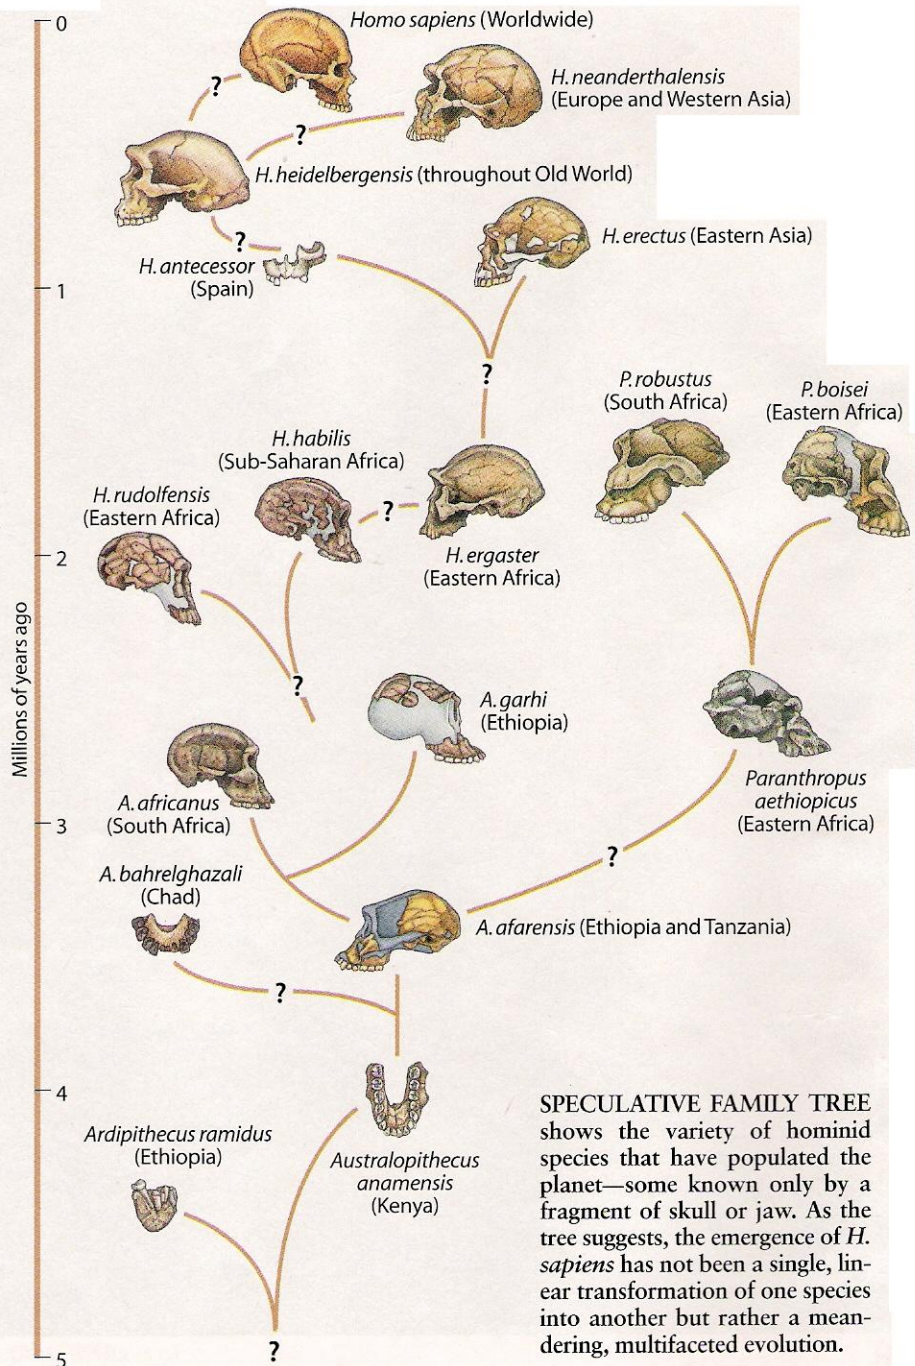 0
Homo sapiens (Worldwide)
?
H. neanderthalensis
(Europe and Western Asia)
?
H. heidelbergensis (throughout Old World)
?
H. antecessor
(Spain)
H. erectus (Eastern Asia)
1
?
P. robustus
(South Africa)
P. boisei
(Eastern Africa)
H. habilis
(Sub-Saharan Africa)
H. rudolfensis
(Eastern Africa)
?
H. ergaster
(Eastern Africa)
2
Millions of years ago
?
A. garhi
(Ethiopia)
A. africanus
(South Africa)
Paranthropus
aethiopicus
(Eastern Africa)
3
?
A. bahrelghazali
(Chad)
A. afarensis (Ethiopia and Tanzania)
?
4
Ardipithecus ramidus
(Ethiopia)
Australopithecus
anamensis
(Kenya)
?
5
SPECULATIVE FAMILY TREE
shows the variety of hominid
species that have populated the
planet—some known only by a
fragment of skull or jaw. As the
tree suggests, the emergence of H.
sapiens has not been a single, lin-
ear transformation of one species
into another but rather a mean-
dering, multifaceted evolution.